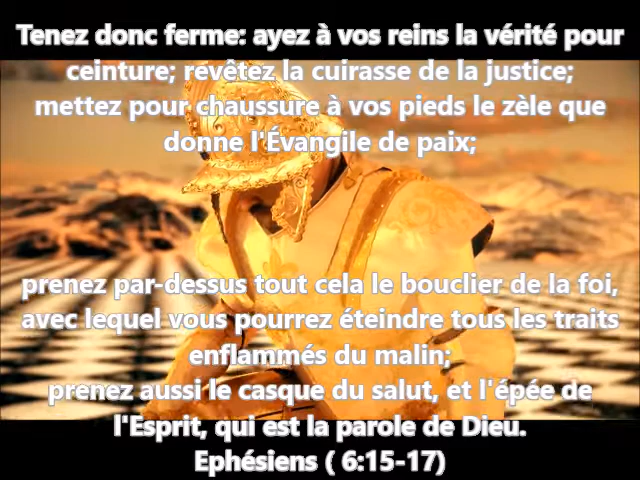 Tenez donc ferme: ayez à vos reins la vérité pour
ceinture; revêtez la cuirasse de la justice;
mettez pour chaussure à vos pieds le zèle que
donne l'Évangile de paix;
prenez par-dessus tout cela le bouclier de la foi,
avec lequel vous pourrez éteindre tous les traits
enflammés du malin;
prenez aussi le casque du salut, et l'épée de
l'Esprit, qui est la parole de Dieu.
Ephésiens ( 6:15-17)